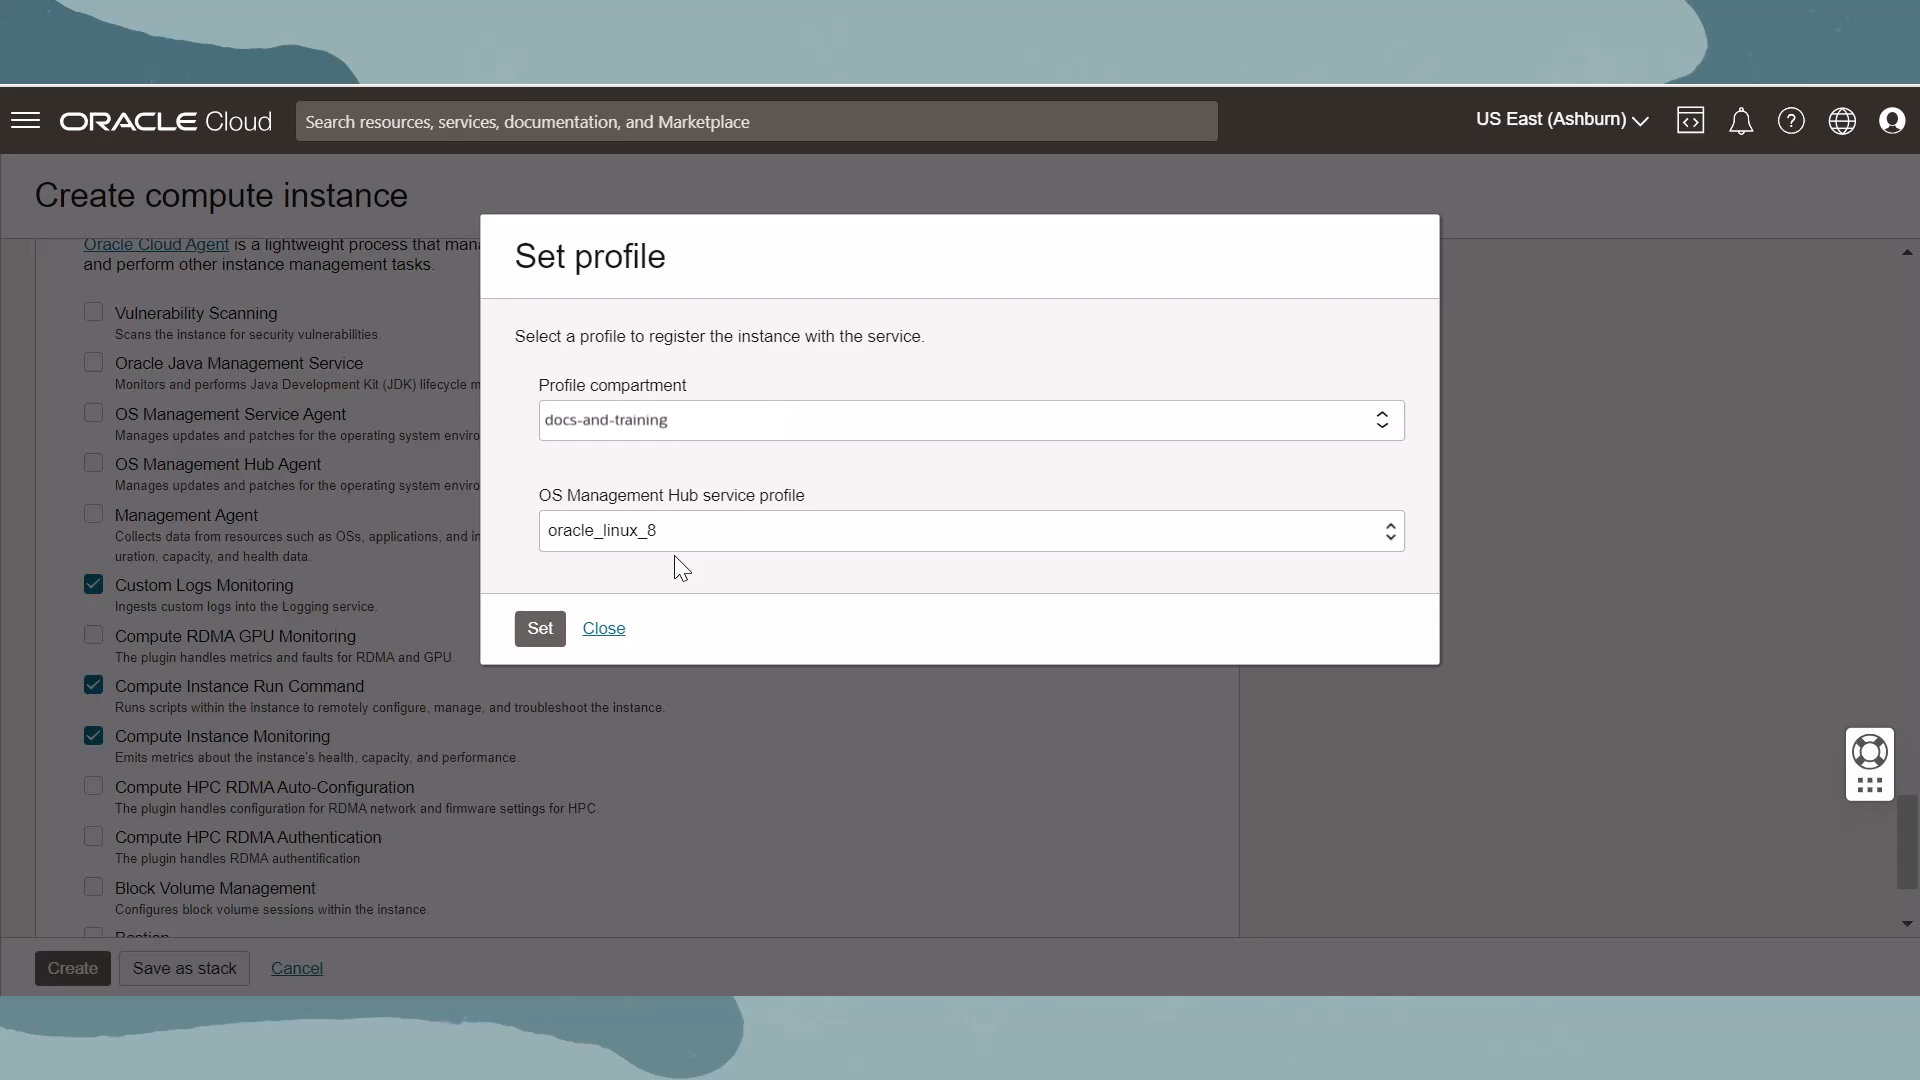 ORACLE Cloud
Search resources, services, documentation, and Marketplace
US East (Ashburn)
Create compute instance
Oracle Cloud Agent is a lightweight process that mana
and perform other instance management tasks.
Vulnerability Scanning
Scans the instance for security vulnerabilities.
Oracle Java Management Service
Monitors and performs Java Development Kit (JDK) lifecycle m
OS Management Service Agent
Manages updates and patches for the operating system enviro
OS Management Hub Agent
Manages updates and patches for the operating system enviro
Management Agent
Collects data from resources such as OSs, applications, and in
uration, capacity, and health data.
Custom Logs Monitoring
Ingests custom logs into the Logging service.
Compute RDMA GPU Monitoring
The plugin handles metrics and faults for RDMA and GPU.
Compute Instance Run Command
Runs scripts within the instance to remotely configure, manage, and troubleshoot the instance.
Compute Instance Monitoring
Emits metrics about the instance's health, capacity, and performance.
Compute HPC RDMA Auto-Configuration
The plugin handles configuration for RDMA network and firmware settings for HPC.
Compute HPC RDMA Authentication
The plugin handles RDMA authentification
Block Volume Management
Configures block volume sessions within the instance.
Bastion
Set profile
Select a profile to register the instance with the service.
Profile compartment
docs-and-training
OS Management Hub service profile
oracle_linux_8
Set Close
Create Save as stack Cancel